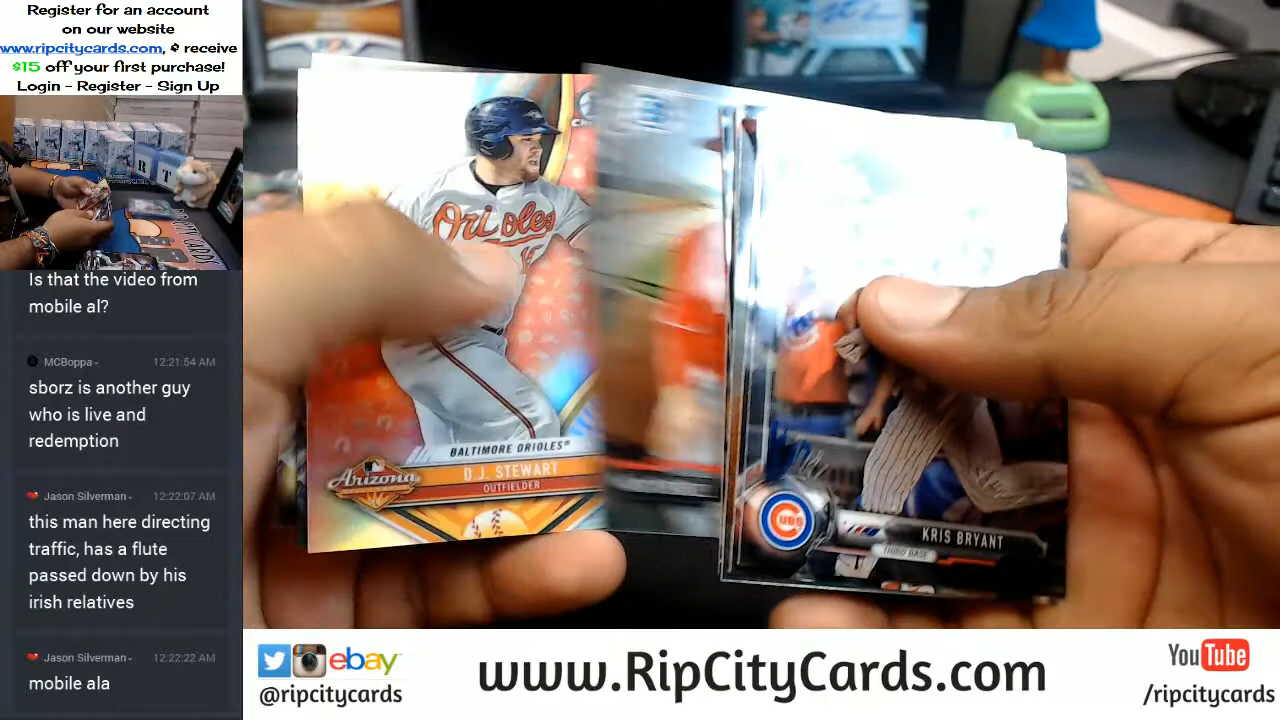 Register for an account
on our website
www.ripcitycards.com, & receive
$15 off your first purchase!
Login - Register - Sign Up
Is that the video from
mobile al?
MCBoppa
12:21:54 AM
sborz is another guy
who is live and
redemption
Jason Silverman
12:22:07 AM
this man here directing
traffic, has a flute
passed down by his
irish relatives
Jason Silverman
12:22:22 AM
mobile ala
Orioles
BALTIMORE ORIOLES®
D.J. STEWART
OUTFIELDER
Arizona
CUBS
KRIS BRYANT
THIRD BASE
ebay
@ripcitycards
www.RipCityCards.com
YouTube
/ripcitycards